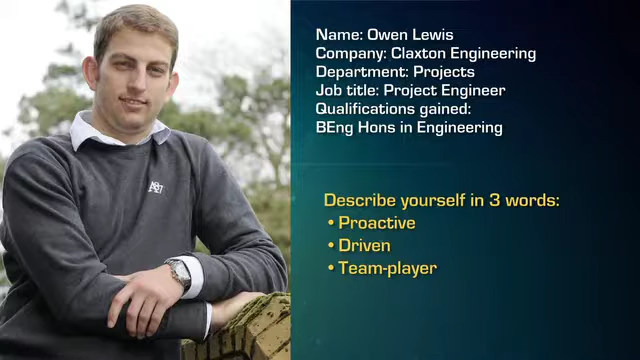 Name: Owen Lewis
Company: Claxton Engineering
Department: Projects
Job title: Project Engineer
Qualifications gained:
BEng Hons in Engineering
Describe yourself in 3 words:
• Proactive
• Driven
• Team-player